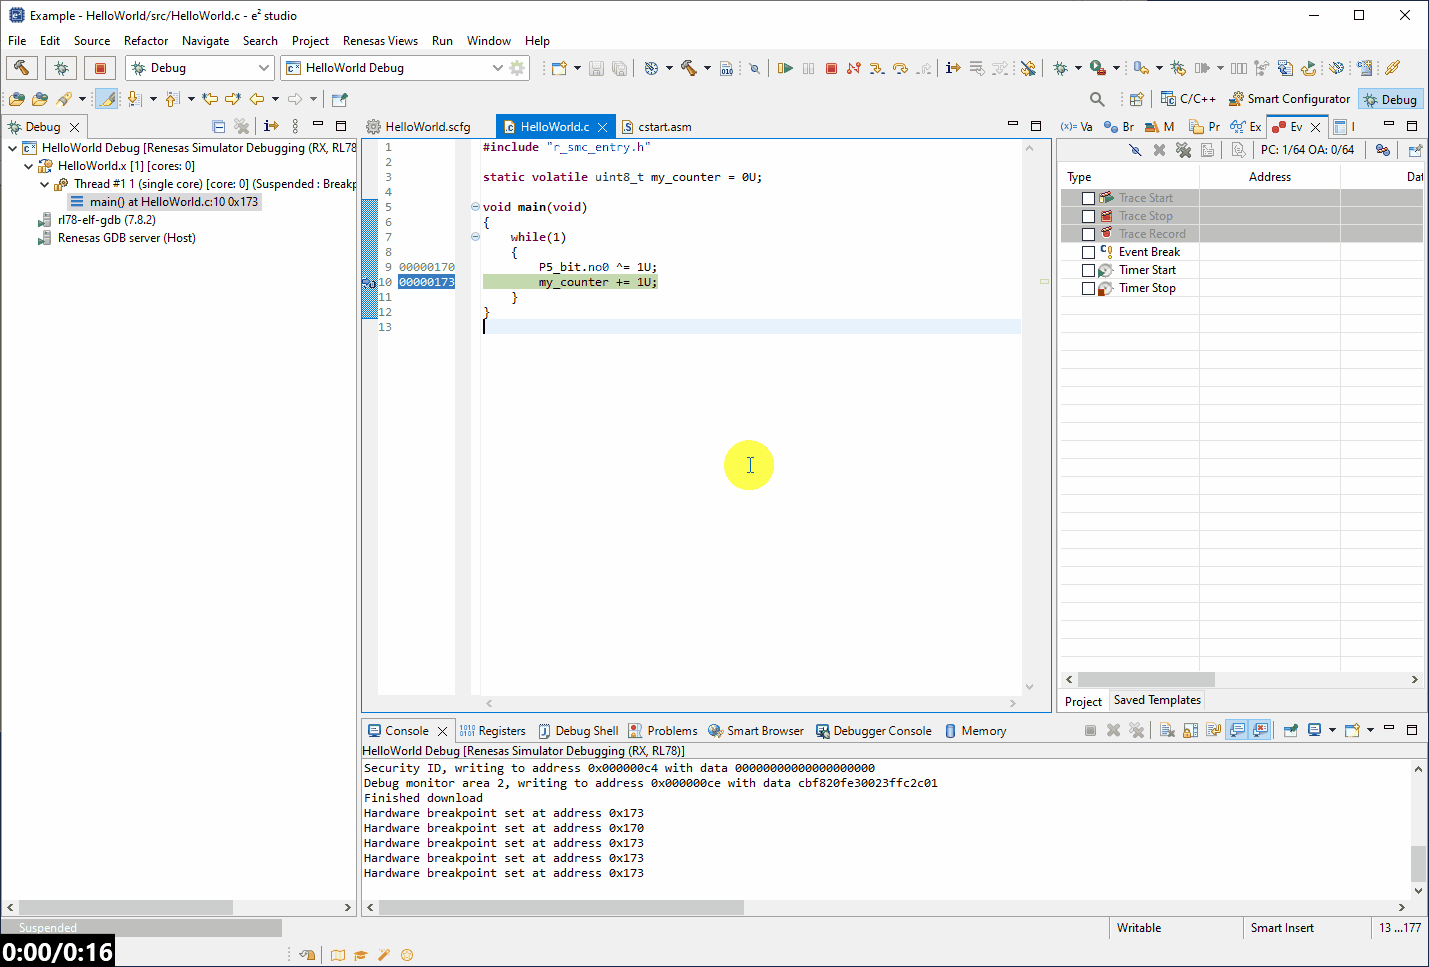 Example - HelloWorld/src/HelloWorld.c - e² studio
File Edit Source Refactor Navigate Search Project Renesas Views Run Window Help
Debug HelloWorld Debug
C/C++ Smart Configurator Debug
Debug
HelloWorld Debug [Renesas Simulator Debugging (RX, RL78
HelloWorld.x [1] [cores: 0]
Thread #1 1 (single core) [core: 0] (Suspended : Breakp
main() at HelloWorld.c:10 0x173
rl78-elf-gdb (7.8.2)
Renesas GDB server (Host)
HelloWorld.scfg HelloWorld.c cstart.asm
1 #include "r_smc_entry.h"
2
3 static volatile uint8_t my_counter = 0U;
4
5 void main(void)
6 {
7 while(1)
8 {
9 00000170 P5_bit.no0 ^= 1U;
10 00000173 my_counter += 1U;
11 }
12 }
13
(x)= Va Br M Pr Ex Ev I
PC: 1/64 OA: 0/64
Type Address Dat
Trace Start
Trace Stop
Trace Record
Event Break
Timer Start
Timer Stop
Project Saved Templates
Console Registers Debug Shell Problems Smart Browser Debugger Console Memory
HelloWorld Debug [Renesas Simulator Debugging (RX, RL78)]
Security ID, writing to address 0x000000c4 with data 00000000000000000000
Debug monitor area 2, writing to address 0x000000ce with data cbf820fe30023ffc2c01
Finished download
Hardware breakpoint set at address 0x173
Hardware breakpoint set at address 0x170
Hardware breakpoint set at address 0x173
Hardware breakpoint set at address 0x173
Hardware breakpoint set at address 0x173
Suspended
Writable Smart Insert 13 ...177
0:00/0:16